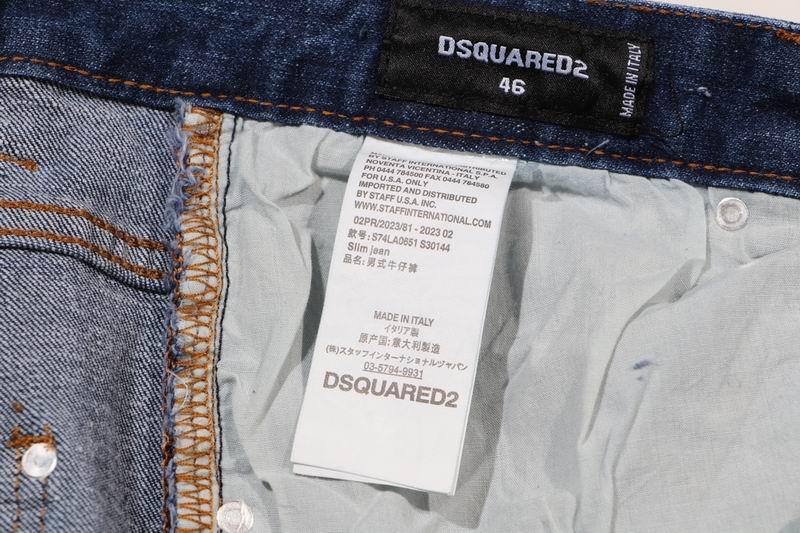 DSQUARED2
46
MADE IN ITALY
BY STAFF INTERNATIONAL S.P.A.
NOVENTA VICENTINA - ITALY
PH 0444 784500 FAX 0444 784580
FOR U.S.A. ONLY
IMPORTED AND DISTRIBUTED
BY STAFF U.S.A. INC.
WWW.STAFFINTERNATIONAL.COM
02PR/2023/81 - 2023 02
款号: S74LA0651 S30144
Slim jean
品名: 男式牛仔裤
MADE IN ITALY
イタリア製
原产国: 意大利製造
(株)スタッフインターナショナルジャパン
03-5794-9931
DSQUARED2